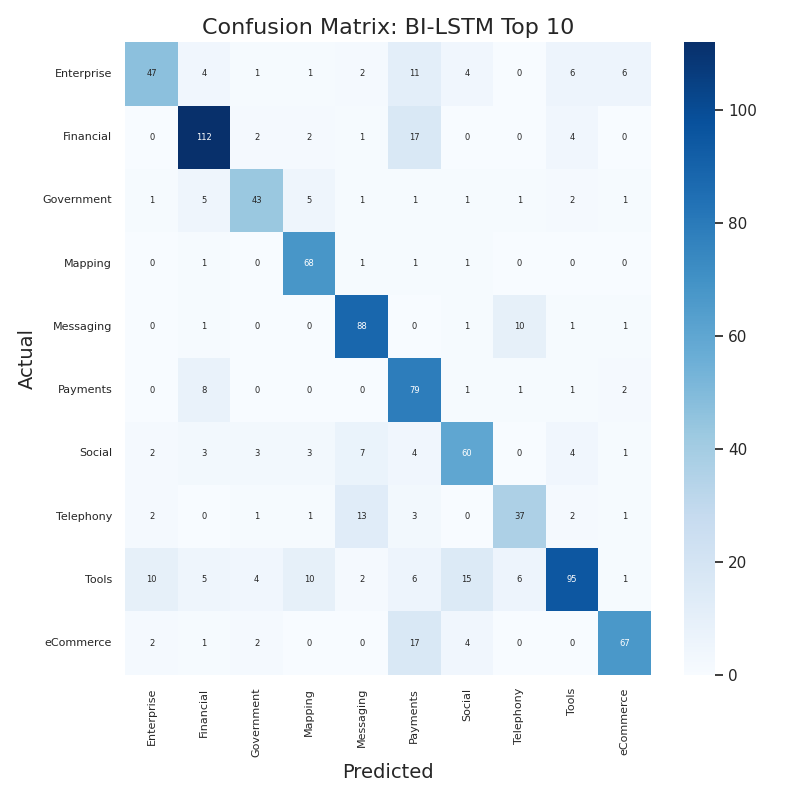 Confusion Matrix: BI-LSTM Top 10
Enterprise 47 4 1 1 2 11 4 0 6 6
Financial 0 112 2 2 1 17 0 0 4 0
Government 1 5 43 5 1 1 1 1 2 1
Mapping 0 1 0 68 1 1 1 0 0 0
Messaging 0 1 0 0 88 0 1 10 1 1
Payments 0 8 0 0 0 79 1 1 1 2
Social 2 3 3 3 7 4 60 0 4 1
Telephony 2 0 1 1 13 3 0 37 2 1
Tools 10 5 4 10 2 6 15 6 95 1
eCommerce 2 1 2 0 0 17 4 0 0 67
Actual
Enterprise Financial Government Mapping Messaging Payments Social Telephony Tools eCommerce
Predicted
100
80
60
40
20
0